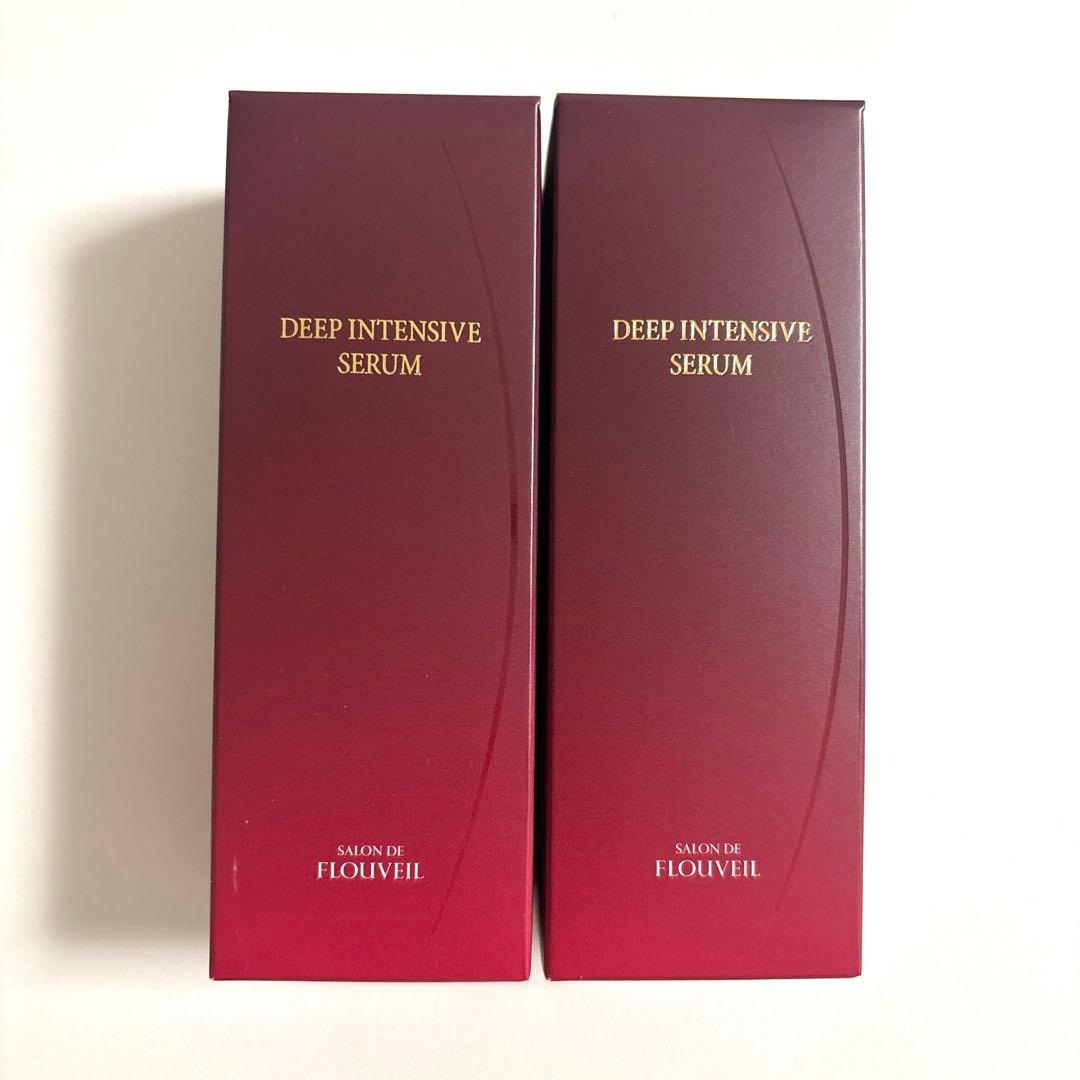 DEEP INTENSIVE
SERUM
SALON DE
FLOUVEIL
DEEP INTENSIVE
SERUM
SALON DE
FLOUVEIL